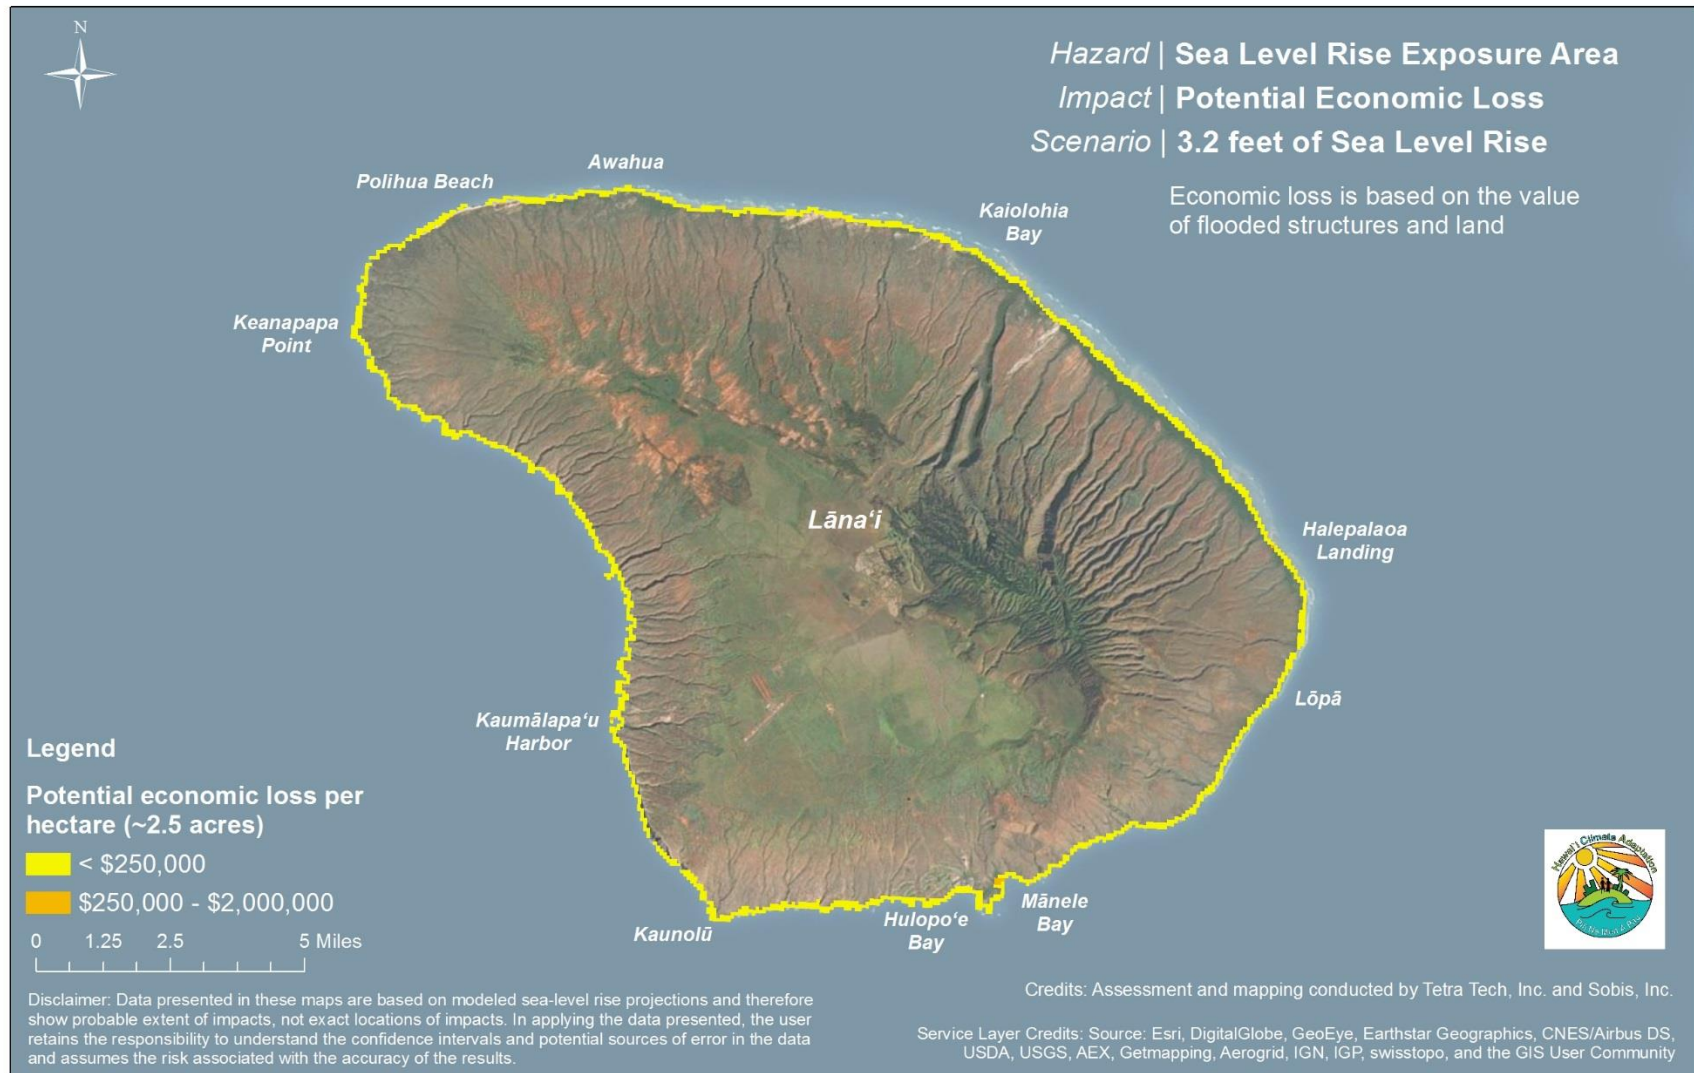 N
Hazard | Sea Level Rise Exposure Area
Impact | Potential Economic Loss
Scenario | 3.2 feet of Sea Level Rise
Economic loss is based on the value
of flooded structures and land
Awahua
Polihua Beach
Kaiolohia
Bay
Keanapapa
Point
Lānaʻi
Halepalaoa
Landing
Lōpā
Kaumālapaʻu
Harbor
Mānele
Bay
Hulopoʻe
Bay
Kaunolū
Legend
Potential economic loss per
hectare (~2.5 acres)
< $250,000
$250,000 - $2,000,000
0 1.25 2.5 5 Miles
Hawaiʻi Climate Adaptation
Disclaimer: Data presented in these maps are based on modeled sea-level rise projections and therefore
show probable extent of impacts, not exact locations of impacts. In applying the data presented, the user
retains the responsibility to understand the confidence intervals and potential sources of error in the data
and assumes the risk associated with the accuracy of the results.
Credits: Assessment and mapping conducted by Tetra Tech, Inc. and Sobis, Inc.
Service Layer Credits: Source: Esri, DigitalGlobe, GeoEye, Earthstar Geographics, CNES/Airbus DS,
USDA, USGS, AEX, Getmapping, Aerogrid, IGN, IGP, swisstopo, and the GIS User Community